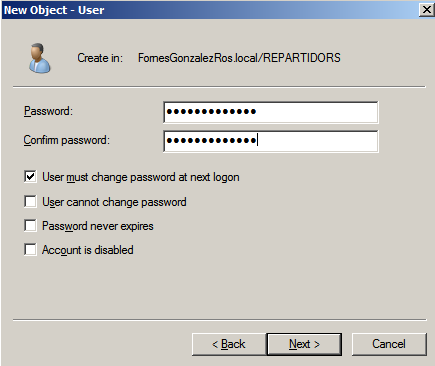 New Object - User
Create in: FornesGonzalezRos.local/REPARTIDORS
Password: ●●●●●●●●●●●●●
Confirm password: ●●●●●●●●●●●●●
User must change password at next logon
User cannot change password
Password never expires
Account is disabled
< Back Next > Cancel